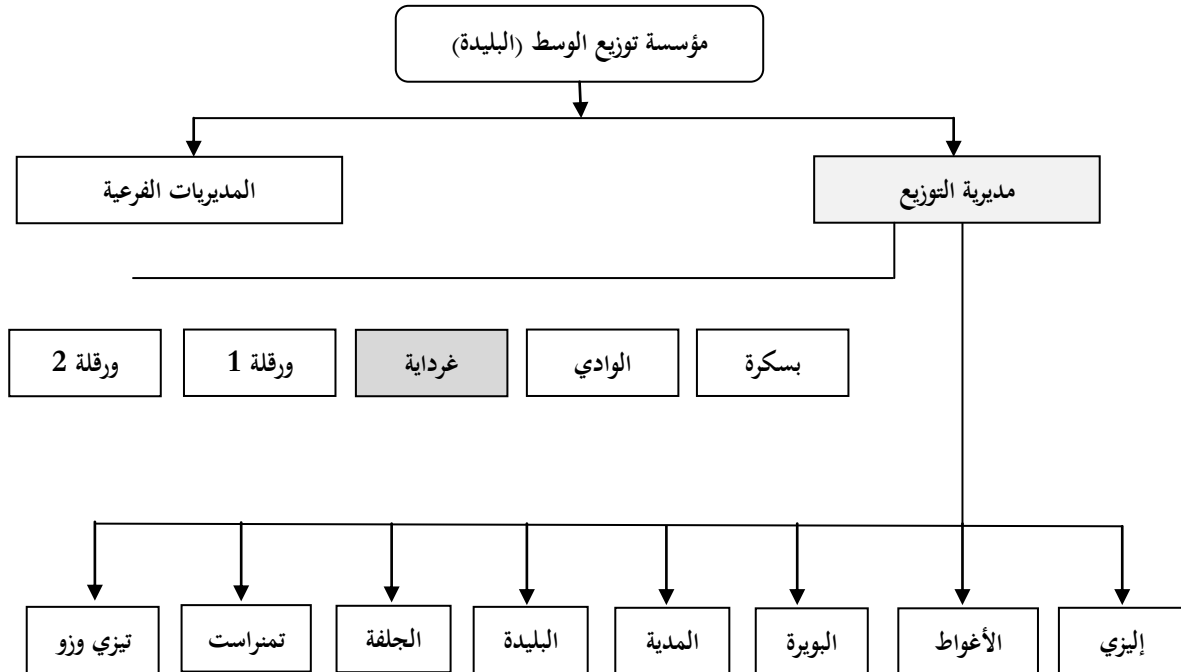 مؤسسة توزيع الوسط (البليدة)
مديرية التوزيع
المديريات الفرعية
بسكرة
الوادي
غرداية
ورقلة 1
ورقلة 2
إليزي
الأغواط
البويرة
المدية
البليدة
الجلفة
تمنراست
تيزي وزو